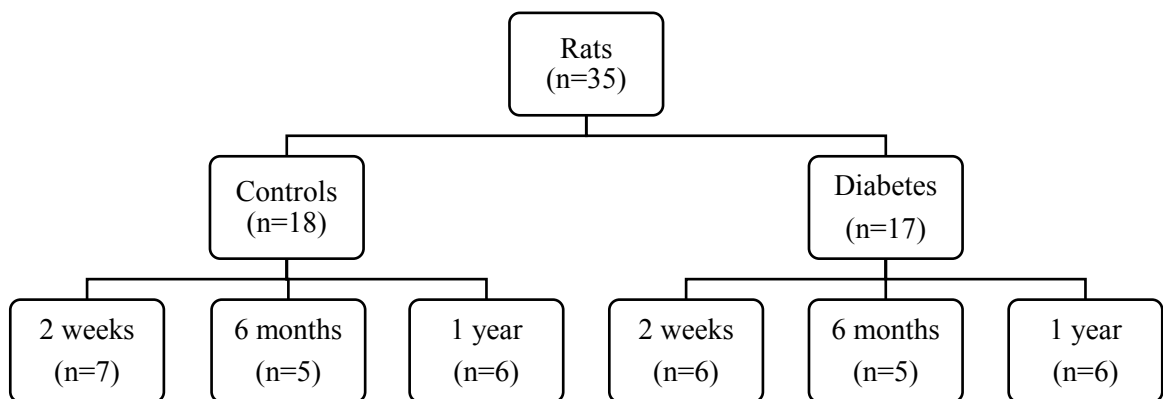 Rats
(n=35)
Controls
(n=18)
Diabetes
(n=17)
2 weeks
(n=7)
6 months
(n=5)
1 year
(n=6)
2 weeks
(n=6)
6 months
(n=5)
1 year
(n=6)